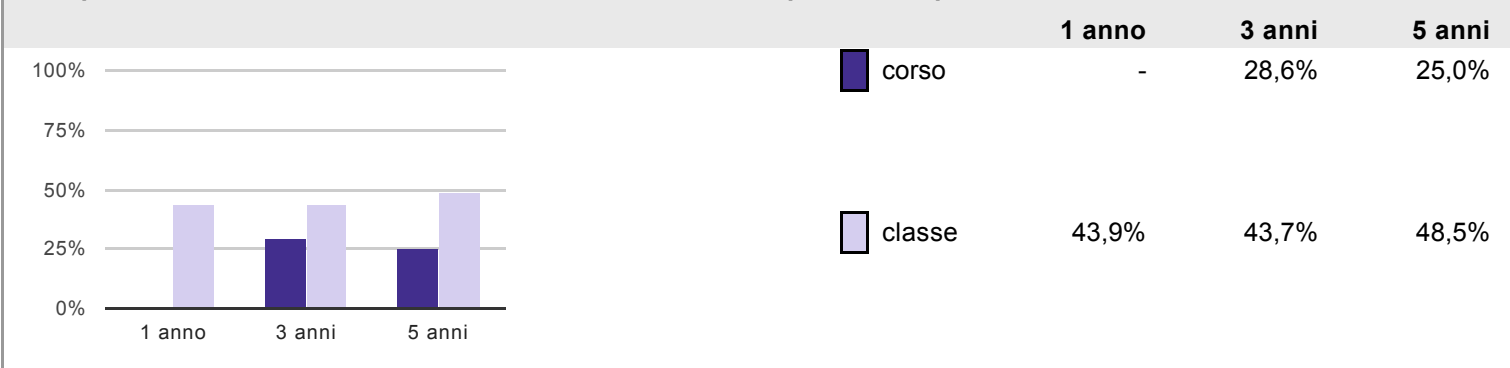 1 anno 3 anni 5 anni
100%
75%
50%
25%
0%
1 anno 3 anni 5 anni
corso - 28,6% 25,0%
classe 43,9% 43,7% 48,5%